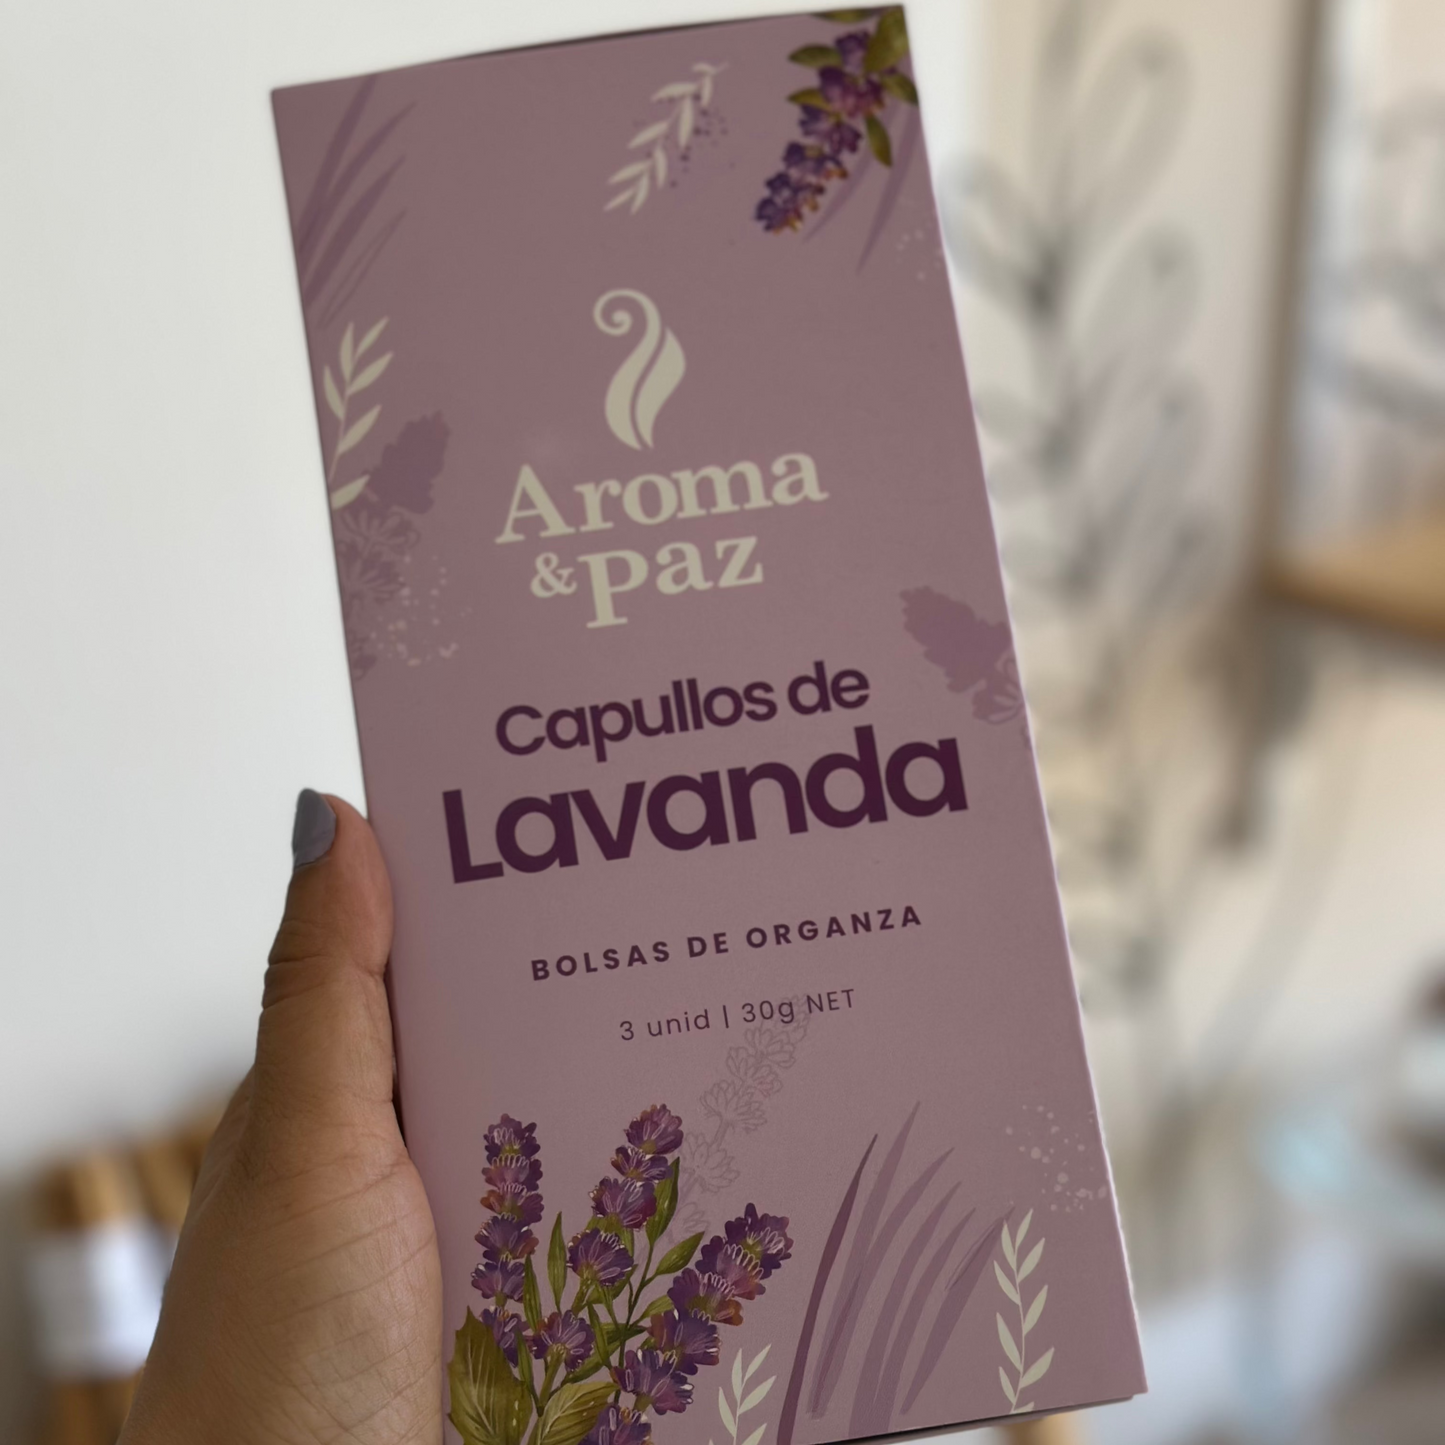 Aroma
&Paz
Capullos de
Lavanda
BOLSAS DE ORGANZA
3 unid | 30g NET